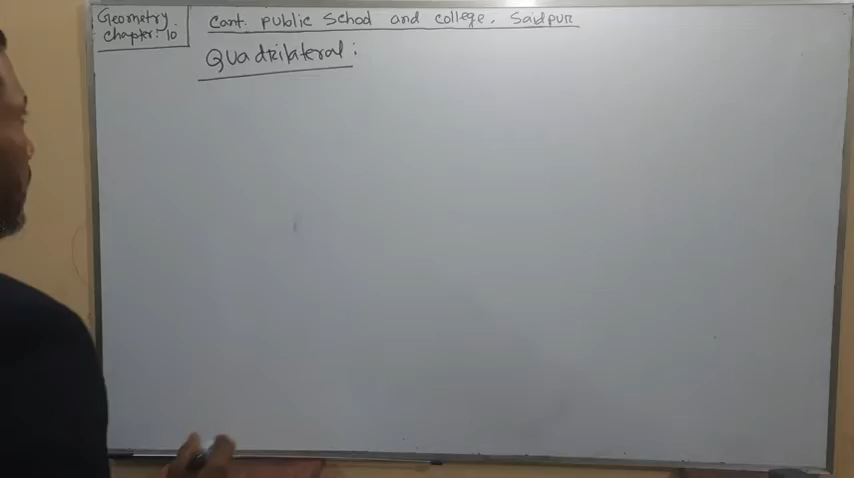 Geometry.
chapter: 10
Cant. public School and college. Saidpur
Quadrilateral: